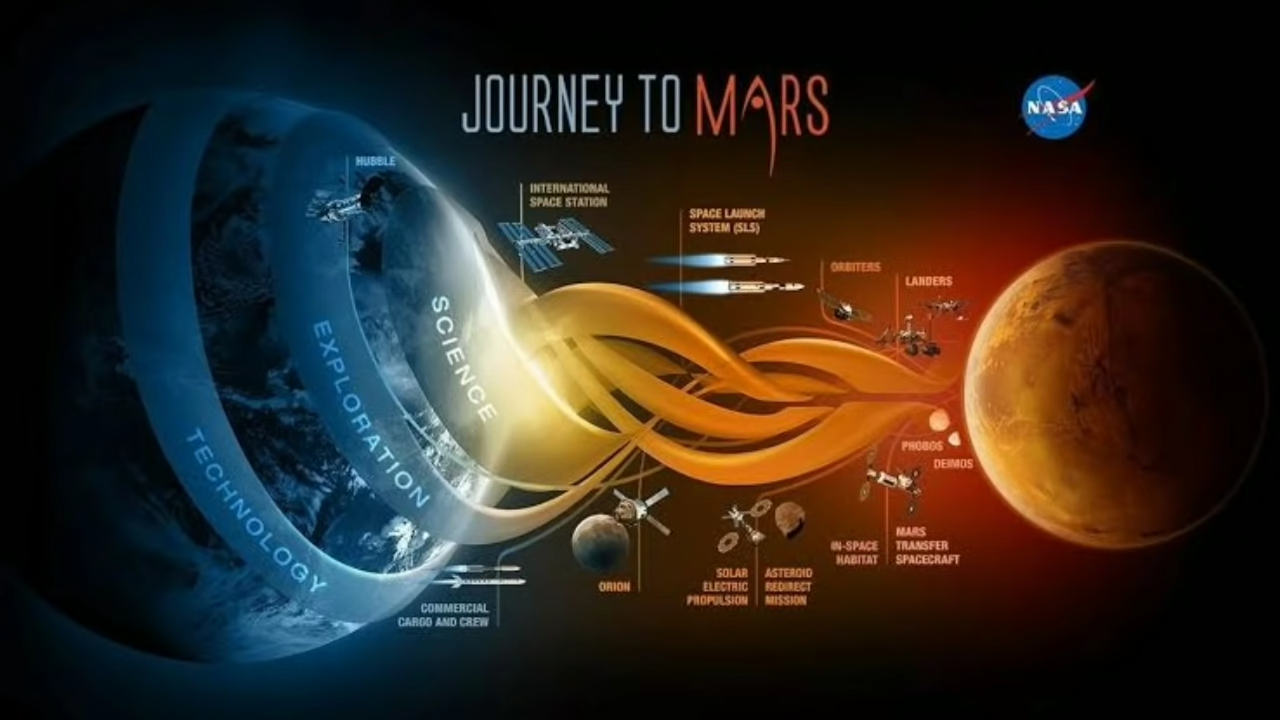 JOURNEY TO MARS
NASA
HUBBLE
INTERNATIONAL
SPACE STATION
SPACE LAUNCH
SYSTEM (SLS)
ORBITERS
LANDERS
SCIENCE
EXPLORATION
TECHNOLOGY
PHOBOS
DEIMOS
COMMERCIAL
CARGO AND CREW
ORION
SOLAR
ELECTRIC
PROPULSION
ASTEROID
REDIRECT
MISSION
IN-SPACE
HABITAT
MARS
TRANSFER
SPACECRAFT